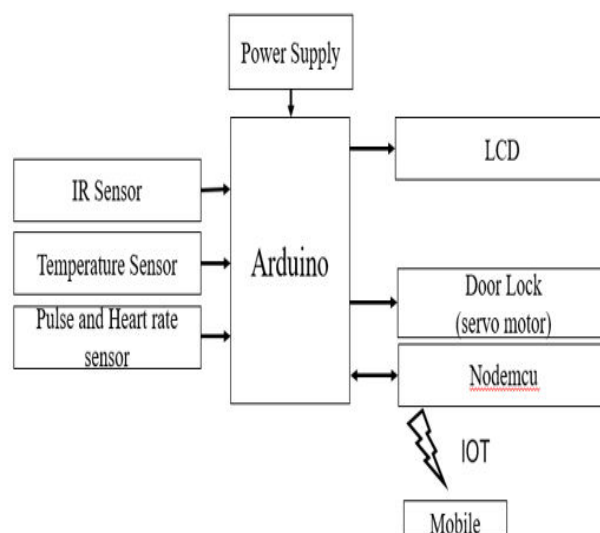 Power Supply
LCD
IR Sensor
Temperature Sensor
Arduino
Pulse and Heart rate
sensor
Door Lock
(servo motor)
Nodemcu
IOT
Mobile